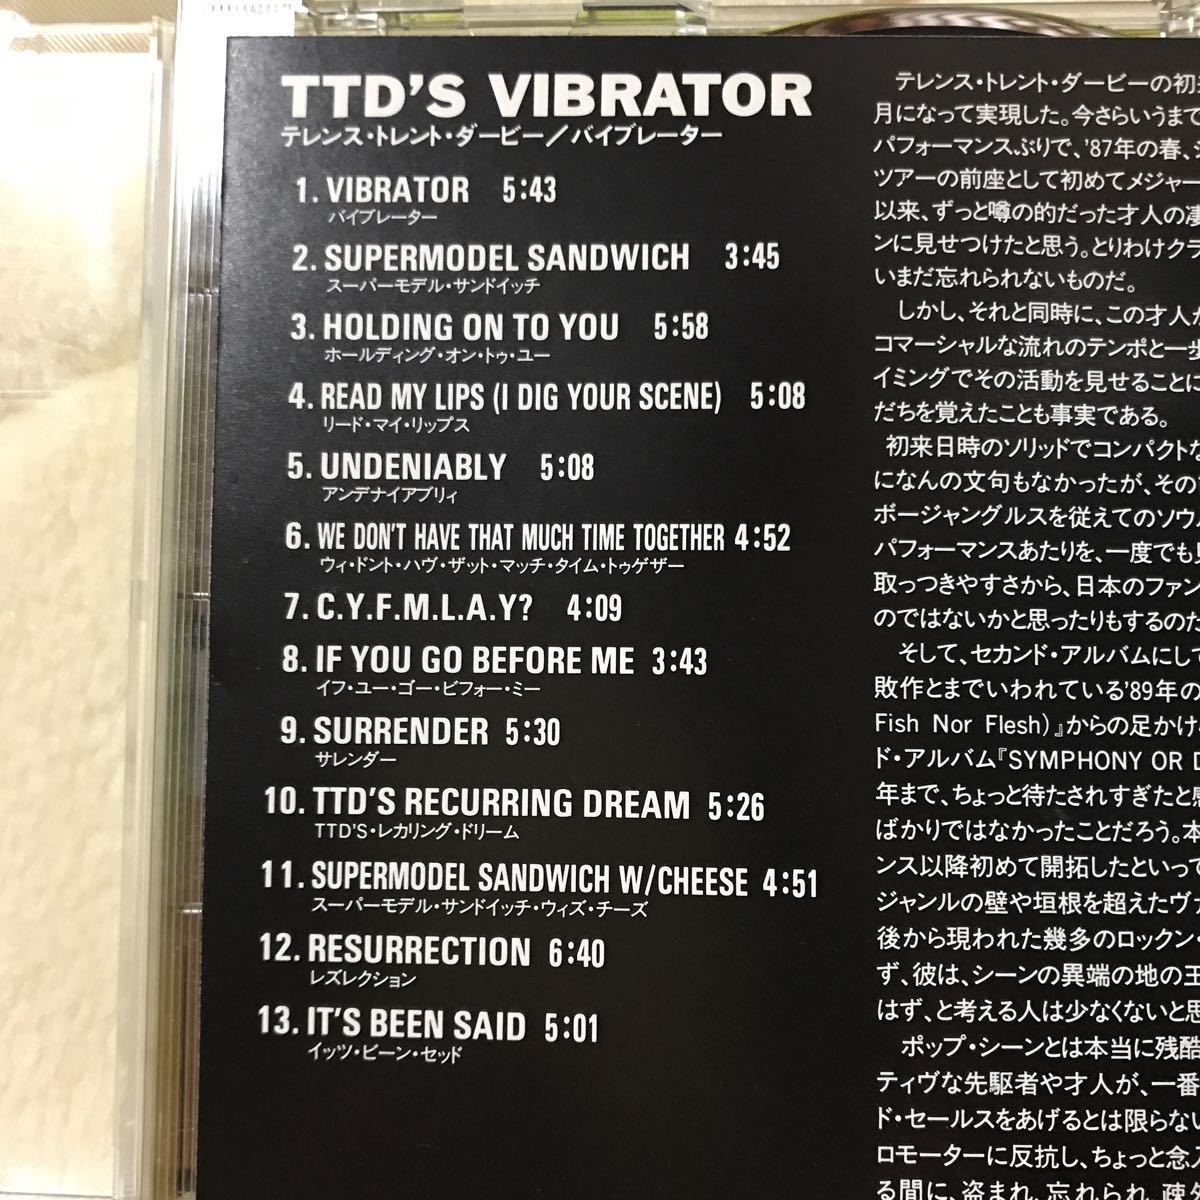 TTD'S VIBRATOR
テレンス・トレント・ダービー／バイブレーター
1. VIBRATOR 5:43
バイブレーター
2. SUPERMODEL SANDWICH 3:45
スーパーモデル・サンドイッチ
3. HOLDING ON TO YOU 5:58
ホールディング・オン・トゥ・ユー
4. READ MY LIPS (I DIG YOUR SCENE) 5:08
リード・マイ・リップス
5. UNDENIABLY 5:08
アンデナイアブリィ
6. WE DON'T HAVE THAT MUCH TIME TOGETHER 4:52
ウィ・ドント・ハヴ・ザット・マッチ・タイム・トゥゲザー
7. C.Y.F.M.L.A.Y? 4:09
8. IF YOU GO BEFORE ME 3:43
イフ・ユー・ゴー・ビフォー・ミー
9. SURRENDER 5:30
サレンダー
10. TTD'S RECURRING DREAM 5:26
TTD'S・レカリング・ドリーム
11. SUPERMODEL SANDWICH W/CHEESE 4:51
スーパーモデル・サンドイッチ・ウィズ・チーズ
12. RESURRECTION 6:40
レズレクション
13. IT'S BEEN SAID 5:01
イッツ・ビーン・セッド
テレンス・トレント・ダービーの初
月になって実現した。今さらいうまで
パフォーマンスぶりで、'87年の春、
ツアーの前座として初めてメジャー
以来、ずっと噂の的だった才人の凄
ンに見せつけたと思う。とりわけクラ
いまだ忘れられないものだ。
しかし、それと同時に、この才人が
コマーシャルな流れのテンポと一歩
イミングでその活動を見せることに
だちを覚えたことも事実である。
初来日時のソリッドでコンパクトな
になんの文句もなかったが、その
ボージャングルスを従えてのソウ
パフォーマンスあたりを、一度でも
取っつきやすさから、日本のファン
のではないかと思ったりもするのだ
そして、セカンド・アルバムにして
敗作とまでいわれている'89年の
Fish Nor Flesh)』からの足かけ
ド・アルバム『SYMPHONY OR D
年まで、ちょっと待たされすぎたと感
ばかりではなかったことだろう。本
ンス以降初めて開拓したといって
ジャンルの壁や垣根を超えたヴァ
後から現われた幾多のロックン・
ず、彼は、シーンの異端の地の王
はず、と考える人は少なくないと思
ポップ・シーンとは本当に残酷
ティヴな先駆者や才人が、一番
ド・セールスをあげるとは限らない
ロモーターに反抗し、ちょっと念入
る間に、盗まれ、忘れられ、疎